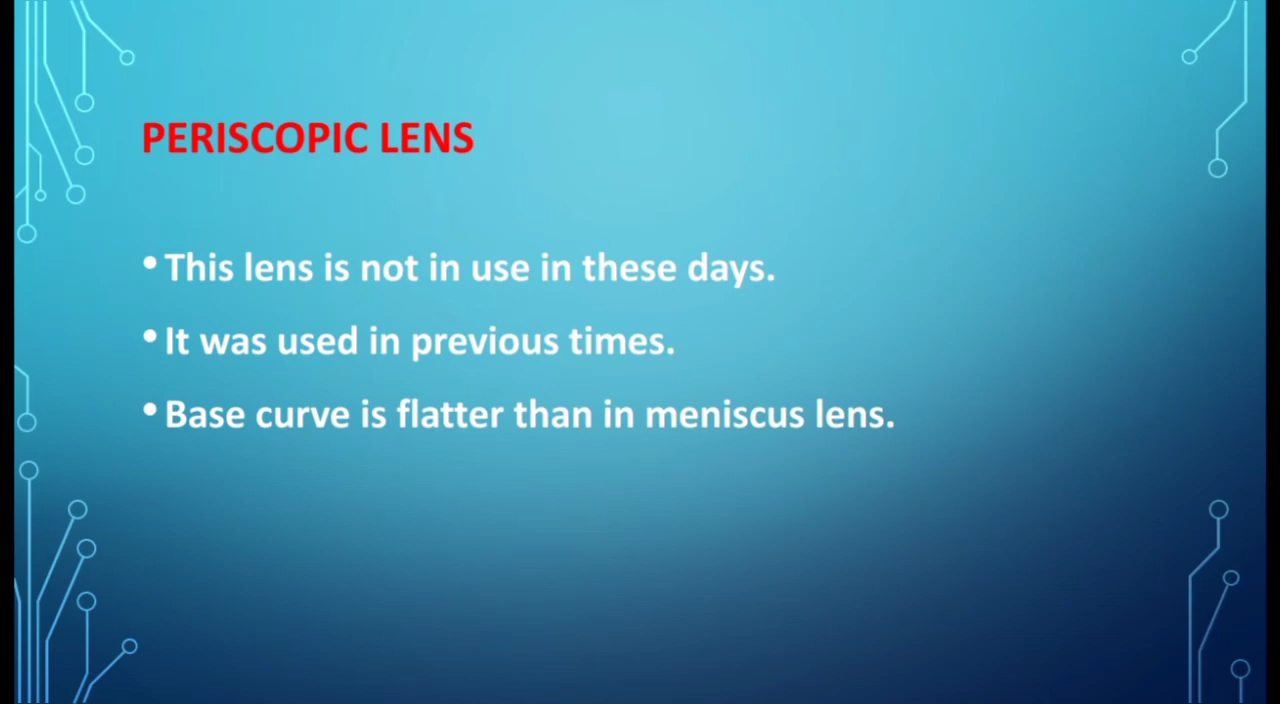 PERISCOPIC LENS
• This lens is not in use in these days.
• It was used in previous times.
• Base curve is flatter than in meniscus lens.